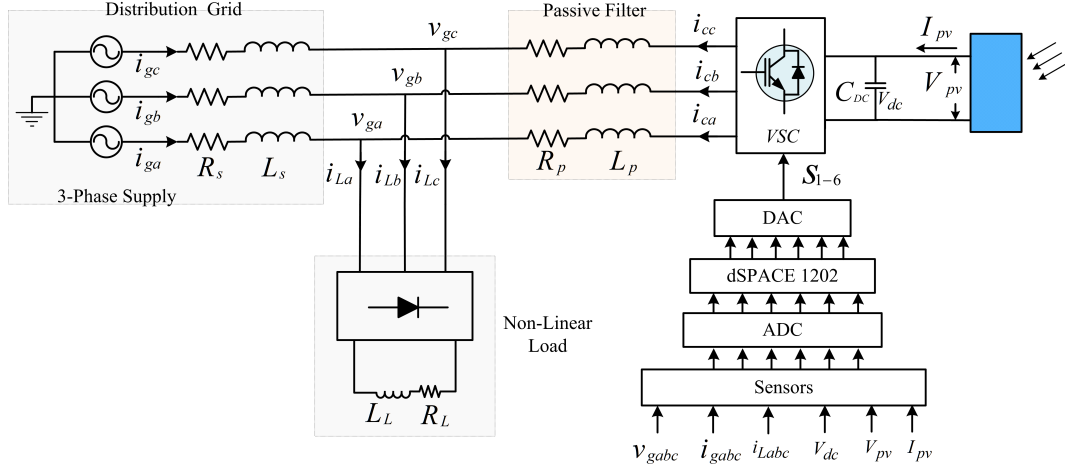 Distribution Grid
Passive Filter
v_gc
i_cc
I_pv
i_gc
v_gb
i_cb
C_DC
V_dc
V_pv
i_gb
v_ga
i_ca
VSC
i_ga
R_s
L_s
i_La
i_Lb
i_Lc
R_p
L_p
S_1-6
3-Phase Supply
DAC
dSPACE 1202
Non-Linear
Load
ADC
Sensors
L_L
R_L
v_gabc
i_gabc
i_Labc
V_dc
V_pv
I_pv